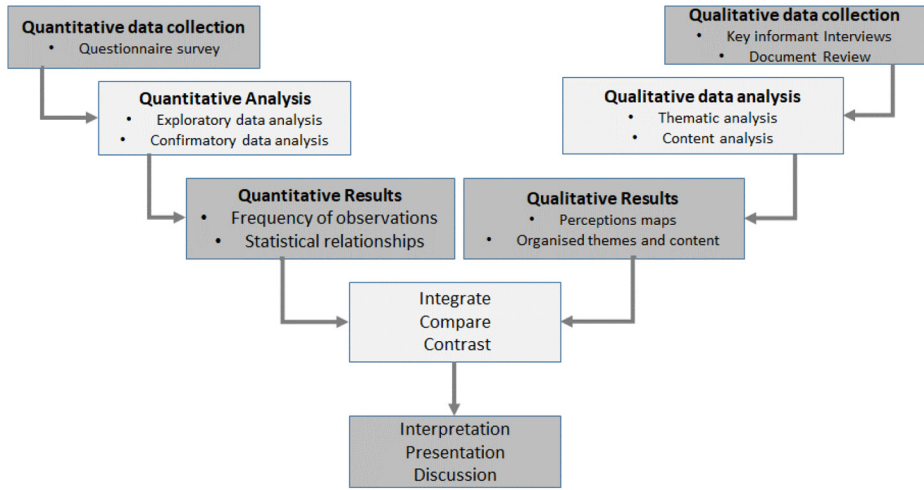 Quantitative data collection
• Questionnaire survey
Qualitative data collection
• Key informant Interviews
• Document Review
Quantitative Analysis
• Exploratory data analysis
• Confirmatory data analysis
Qualitative data analysis
• Thematic analysis
• Content analysis
Quantitative Results
• Frequency of observations
• Statistical relationships
Qualitative Results
• Perceptions maps
• Organised themes and content
Integrate
Compare
Contrast
Interpretation
Presentation
Discussion